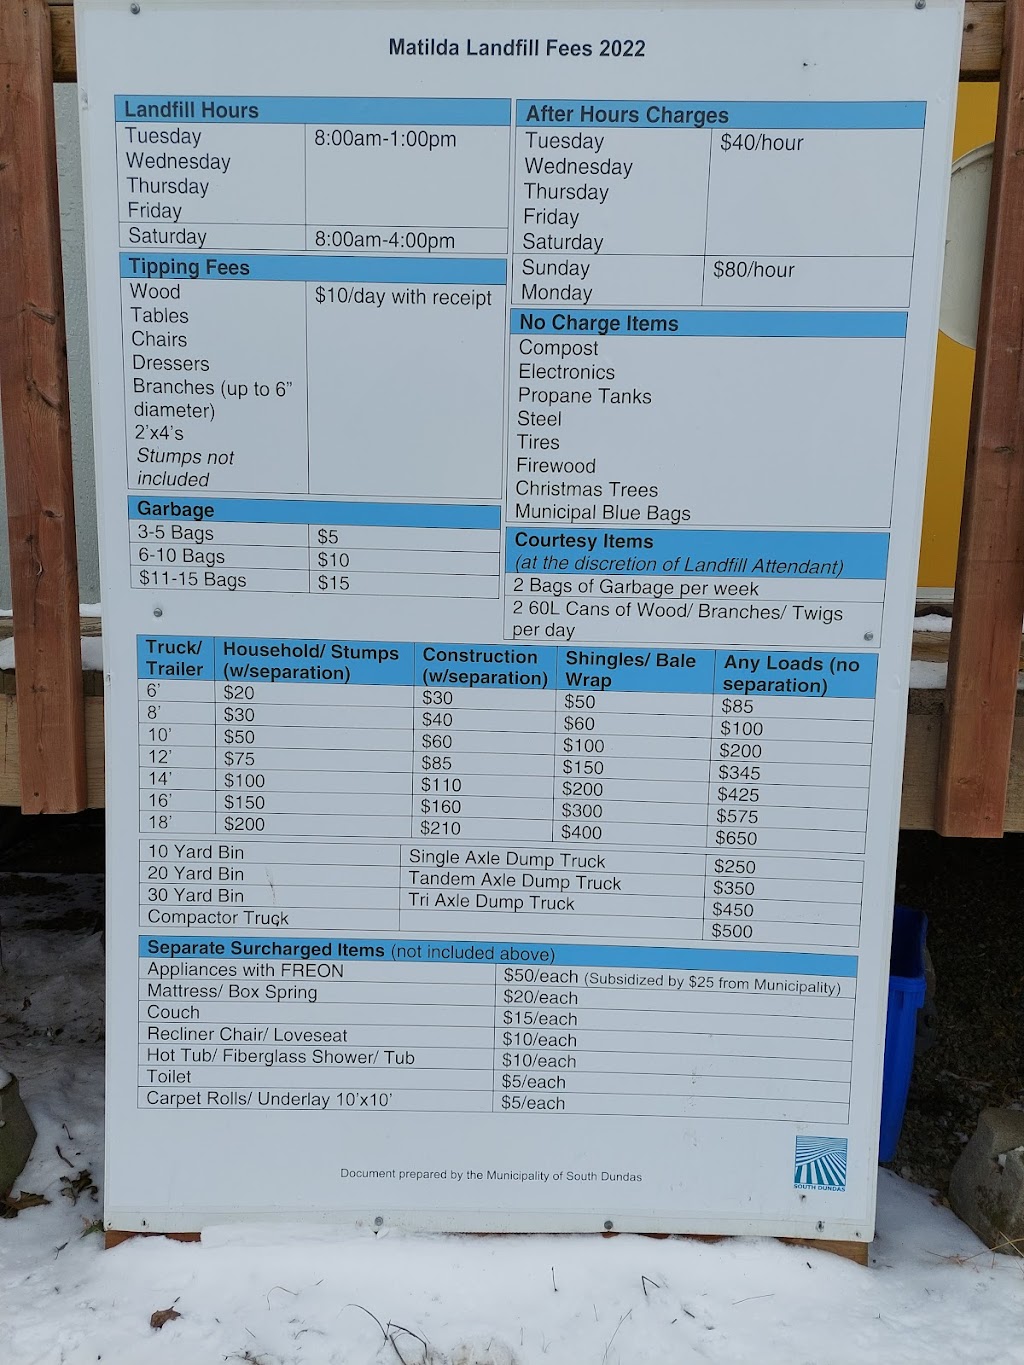 Matilda Landfill Fees 2022
Landfill Hours
Tuesday 8:00am-1:00pm
Wednesday
Thursday
Friday
Saturday 8:00am-4:00pm
Tipping Fees
Wood $10/day with receipt
Tables
Chairs
Dressers
Branches (up to 6”
diameter)
2’x4’s
Stumps not
included
Garbage
3-5 Bags $5
6-10 Bags $10
$11-15 Bags $15
After Hours Charges
Tuesday $40/hour
Wednesday
Thursday
Friday
Saturday
Sunday $80/hour
Monday
No Charge Items
Compost
Electronics
Propane Tanks
Steel
Tires
Firewood
Christmas Trees
Municipal Blue Bags
Courtesy Items
(at the discretion of Landfill Attendant)
2 Bags of Garbage per week
2 60L Cans of Wood/ Branches/ Twigs
per day
Truck/ Household/ Stumps Construction Shingles/ Bale Any Loads (no
Trailer (w/separation) (w/separation) Wrap separation)
6’ $20 $30 $50 $85
8’ $30 $40 $60 $100
10’ $50 $60 $100 $200
12’ $75 $85 $150 $345
14’ $100 $110 $200 $425
16’ $150 $160 $300 $575
18’ $200 $210 $400 $650
10 Yard Bin Single Axle Dump Truck $250
20 Yard Bin Tandem Axle Dump Truck $350
30 Yard Bin Tri Axle Dump Truck $450
Compactor Truck $500
Separate Surcharged Items (not included above)
Appliances with FREON $50/each (Subsidized by $25 from Municipality)
Mattress/ Box Spring $20/each
Couch $15/each
Recliner Chair/ Loveseat $10/each
Hot Tub/ Fiberglass Shower/ Tub $10/each
Toilet $5/each
Carpet Rolls/ Underlay 10’x10’ $5/each
Document prepared by the Municipality of South Dundas
SOUTH DUNDAS